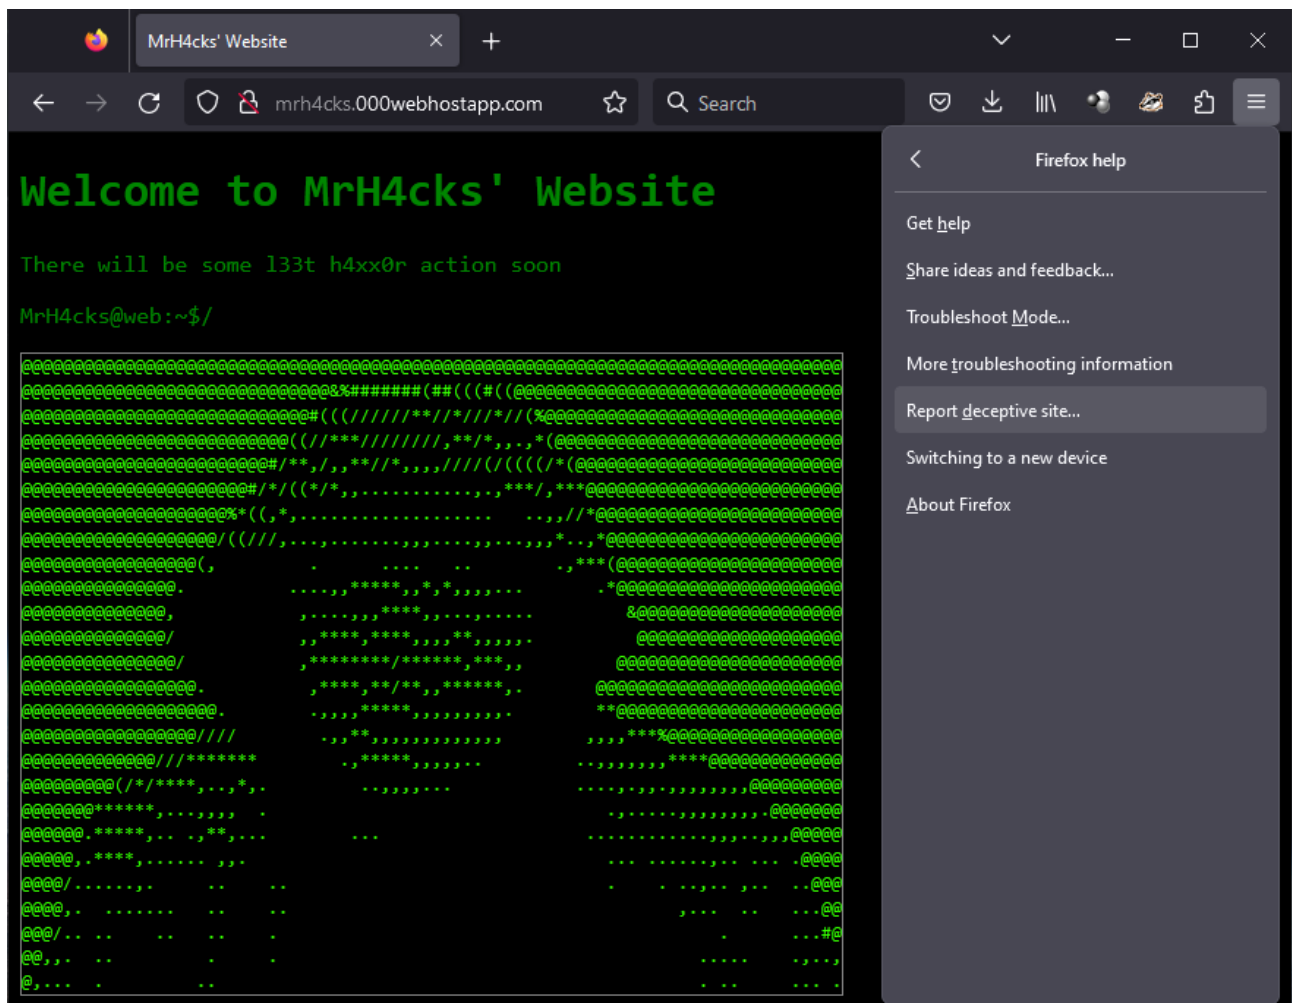 MrH4cks' Website
mrh4cks.000webhostapp.com
Search
Welcome to MrH4cks' Website
There will be some l33t h4xx0r action soon
MrH4cks@web:~$/
Firefox help
Get help
Share ideas and feedback...
Troubleshoot Mode...
More troubleshooting information
Report deceptive site...
Switching to a new device
About Firefox